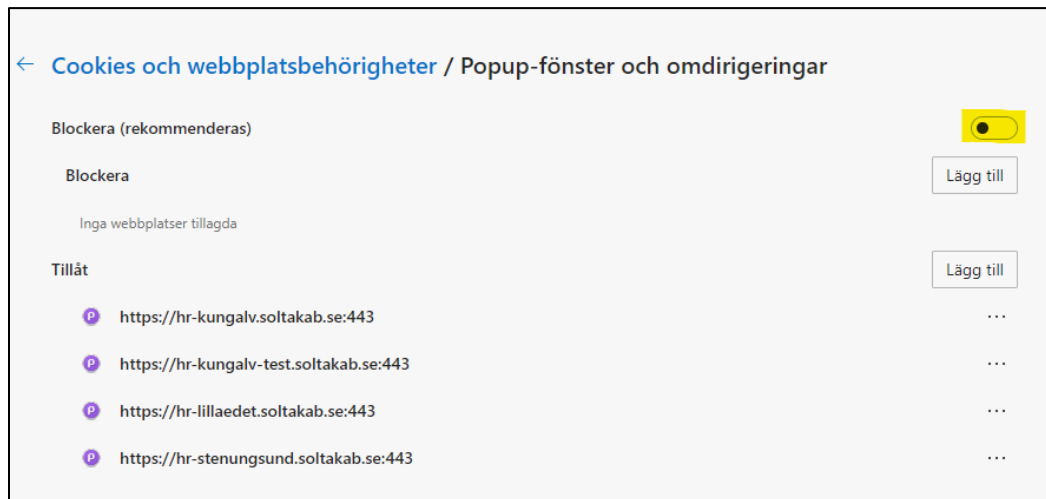 ← Cookies och webbplatsbehörigheter / Popup-fönster och omdirigeringar
Blockera (rekommenderas)
Blockera
Lägg till
Inga webbplatser tillagda
Tillåt
Lägg till
P https://hr-kungalv.soltakab.se:443 ...
P https://hr-kungalv-test.soltakab.se:443 ...
P https://hr-lillaedet.soltakab.se:443 ...
P https://hr-stenungsund.soltakab.se:443 ...